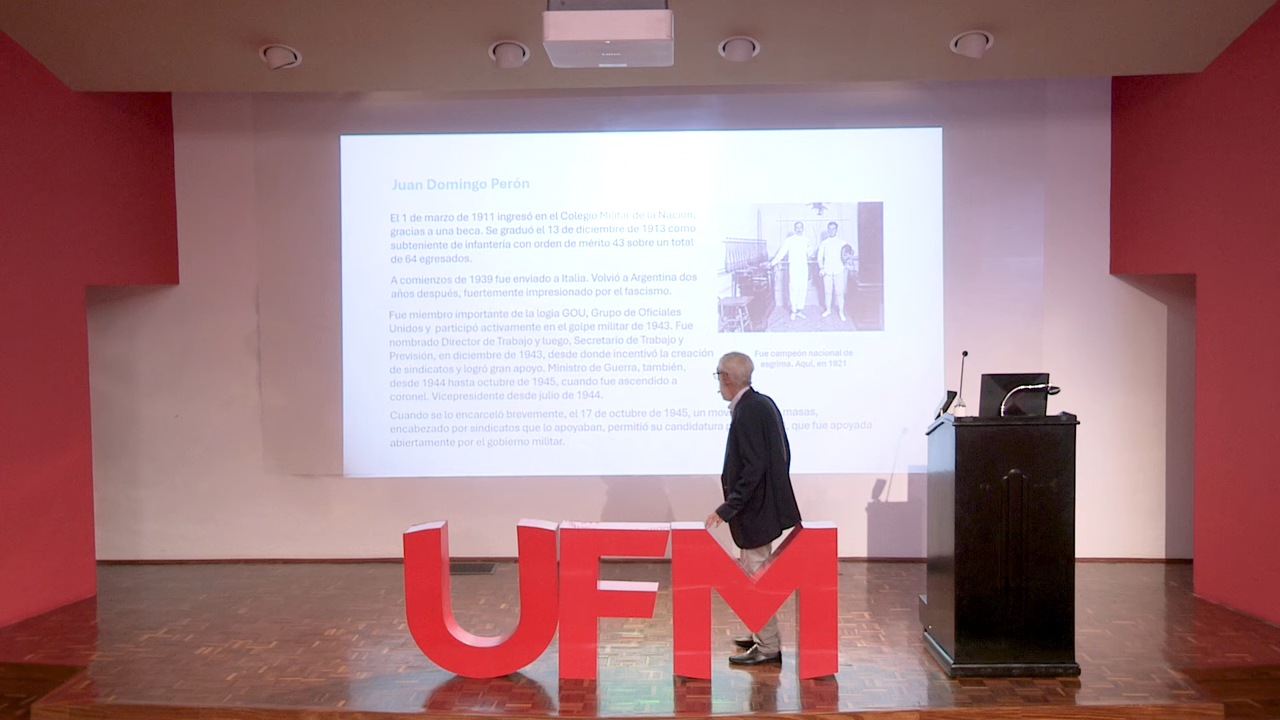 Juan Domingo Perón
El 1 de marzo de 1911 ingresó en el Colegio Militar de la Nación,
gracias a una beca. Se graduó el 13 de diciembre de 1913 como
subteniente de infantería con orden de mérito 43 sobre un total
de 64 egresados.
A comienzos de 1939 fue enviado a Italia. Volvió a Argentina dos
años después, fuertemente impresionado por el fascismo.
Fue miembro importante de la logia GOU, Grupo de Oficiales
Unidos y participó activamente en el golpe militar de 1943. Fue
nombrado Director de Trabajo y luego, Secretario de Trabajo y
Previsión, en diciembre de 1943, desde donde incentivó la creación
de sindicatos y logró gran apoyo. Ministro de Guerra, también,
desde 1944 hasta octubre de 1945, cuando fue ascendido a
coronel. Vicepresidente desde julio de 1944.
Cuando se lo encarceló brevemente, el 17 de octubre de 1945, un masas,
encabezado por sindicatos que lo apoyaban, permitió su candidatura que fue apoyada
abiertamente por el gobierno militar.
Fue campeón nacional de
esgrima. Aquí, en 1921
UFM